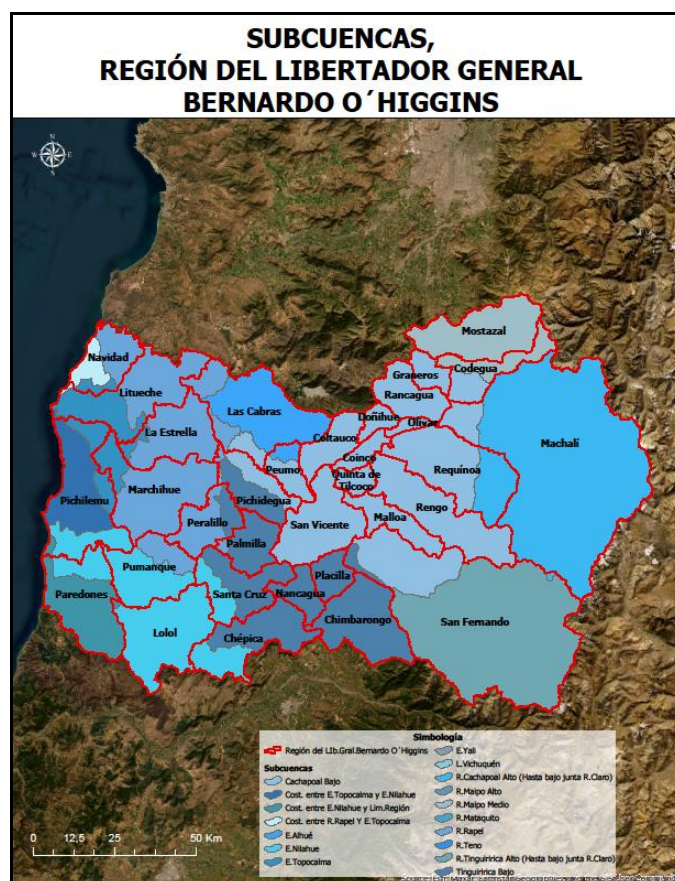 SUBCUENCAS,
REGIÓN DEL LIBERTADOR GENERAL
BERNARDO O´HIGGINS
N
W E
S
Mostazal
Navidad
Codegua
Graneros
Litueche
Rancagua
Las Cabras
Doñihue
Olivar
La Estrella
Coltauco
Machalí
Coinco
Peumo
Requínoa
Quinta de
Tilcoco
Marchihue
Pichidegua
Pichilemu
Rengo
Peralillo
Malloa
San Vicente
Palmilla
Pumanque
Placilla
Paredones
Santa Cruz
Nancagua
Chimbarongo
San Fernando
Lolol
Chépica
Simbología
Región del Lib.Gral.Bernardo O´Higgins
Subcuencas
Cachapoal Bajo
Cost. entre E.Topocalma y E.Nilahue
Cost. entre E.Nilahue y Lim.Región
Cost. entre R.Rapel Y E.Topocalma
E.Alhué
E.Nilahue
E.Topocalma
E.Yali
L.Vichuquén
R.Cachapoal Alto (Hasta bajo junta R.Claro)
R.Maipo Alto
R.Maipo Medio
R.Mataquito
R.Rapel
R.Teno
R.Tinguiririca Alto (Hasta bajo junta R.Claro)
Tinguiririca Bajo
0 12,5 25 50 Km